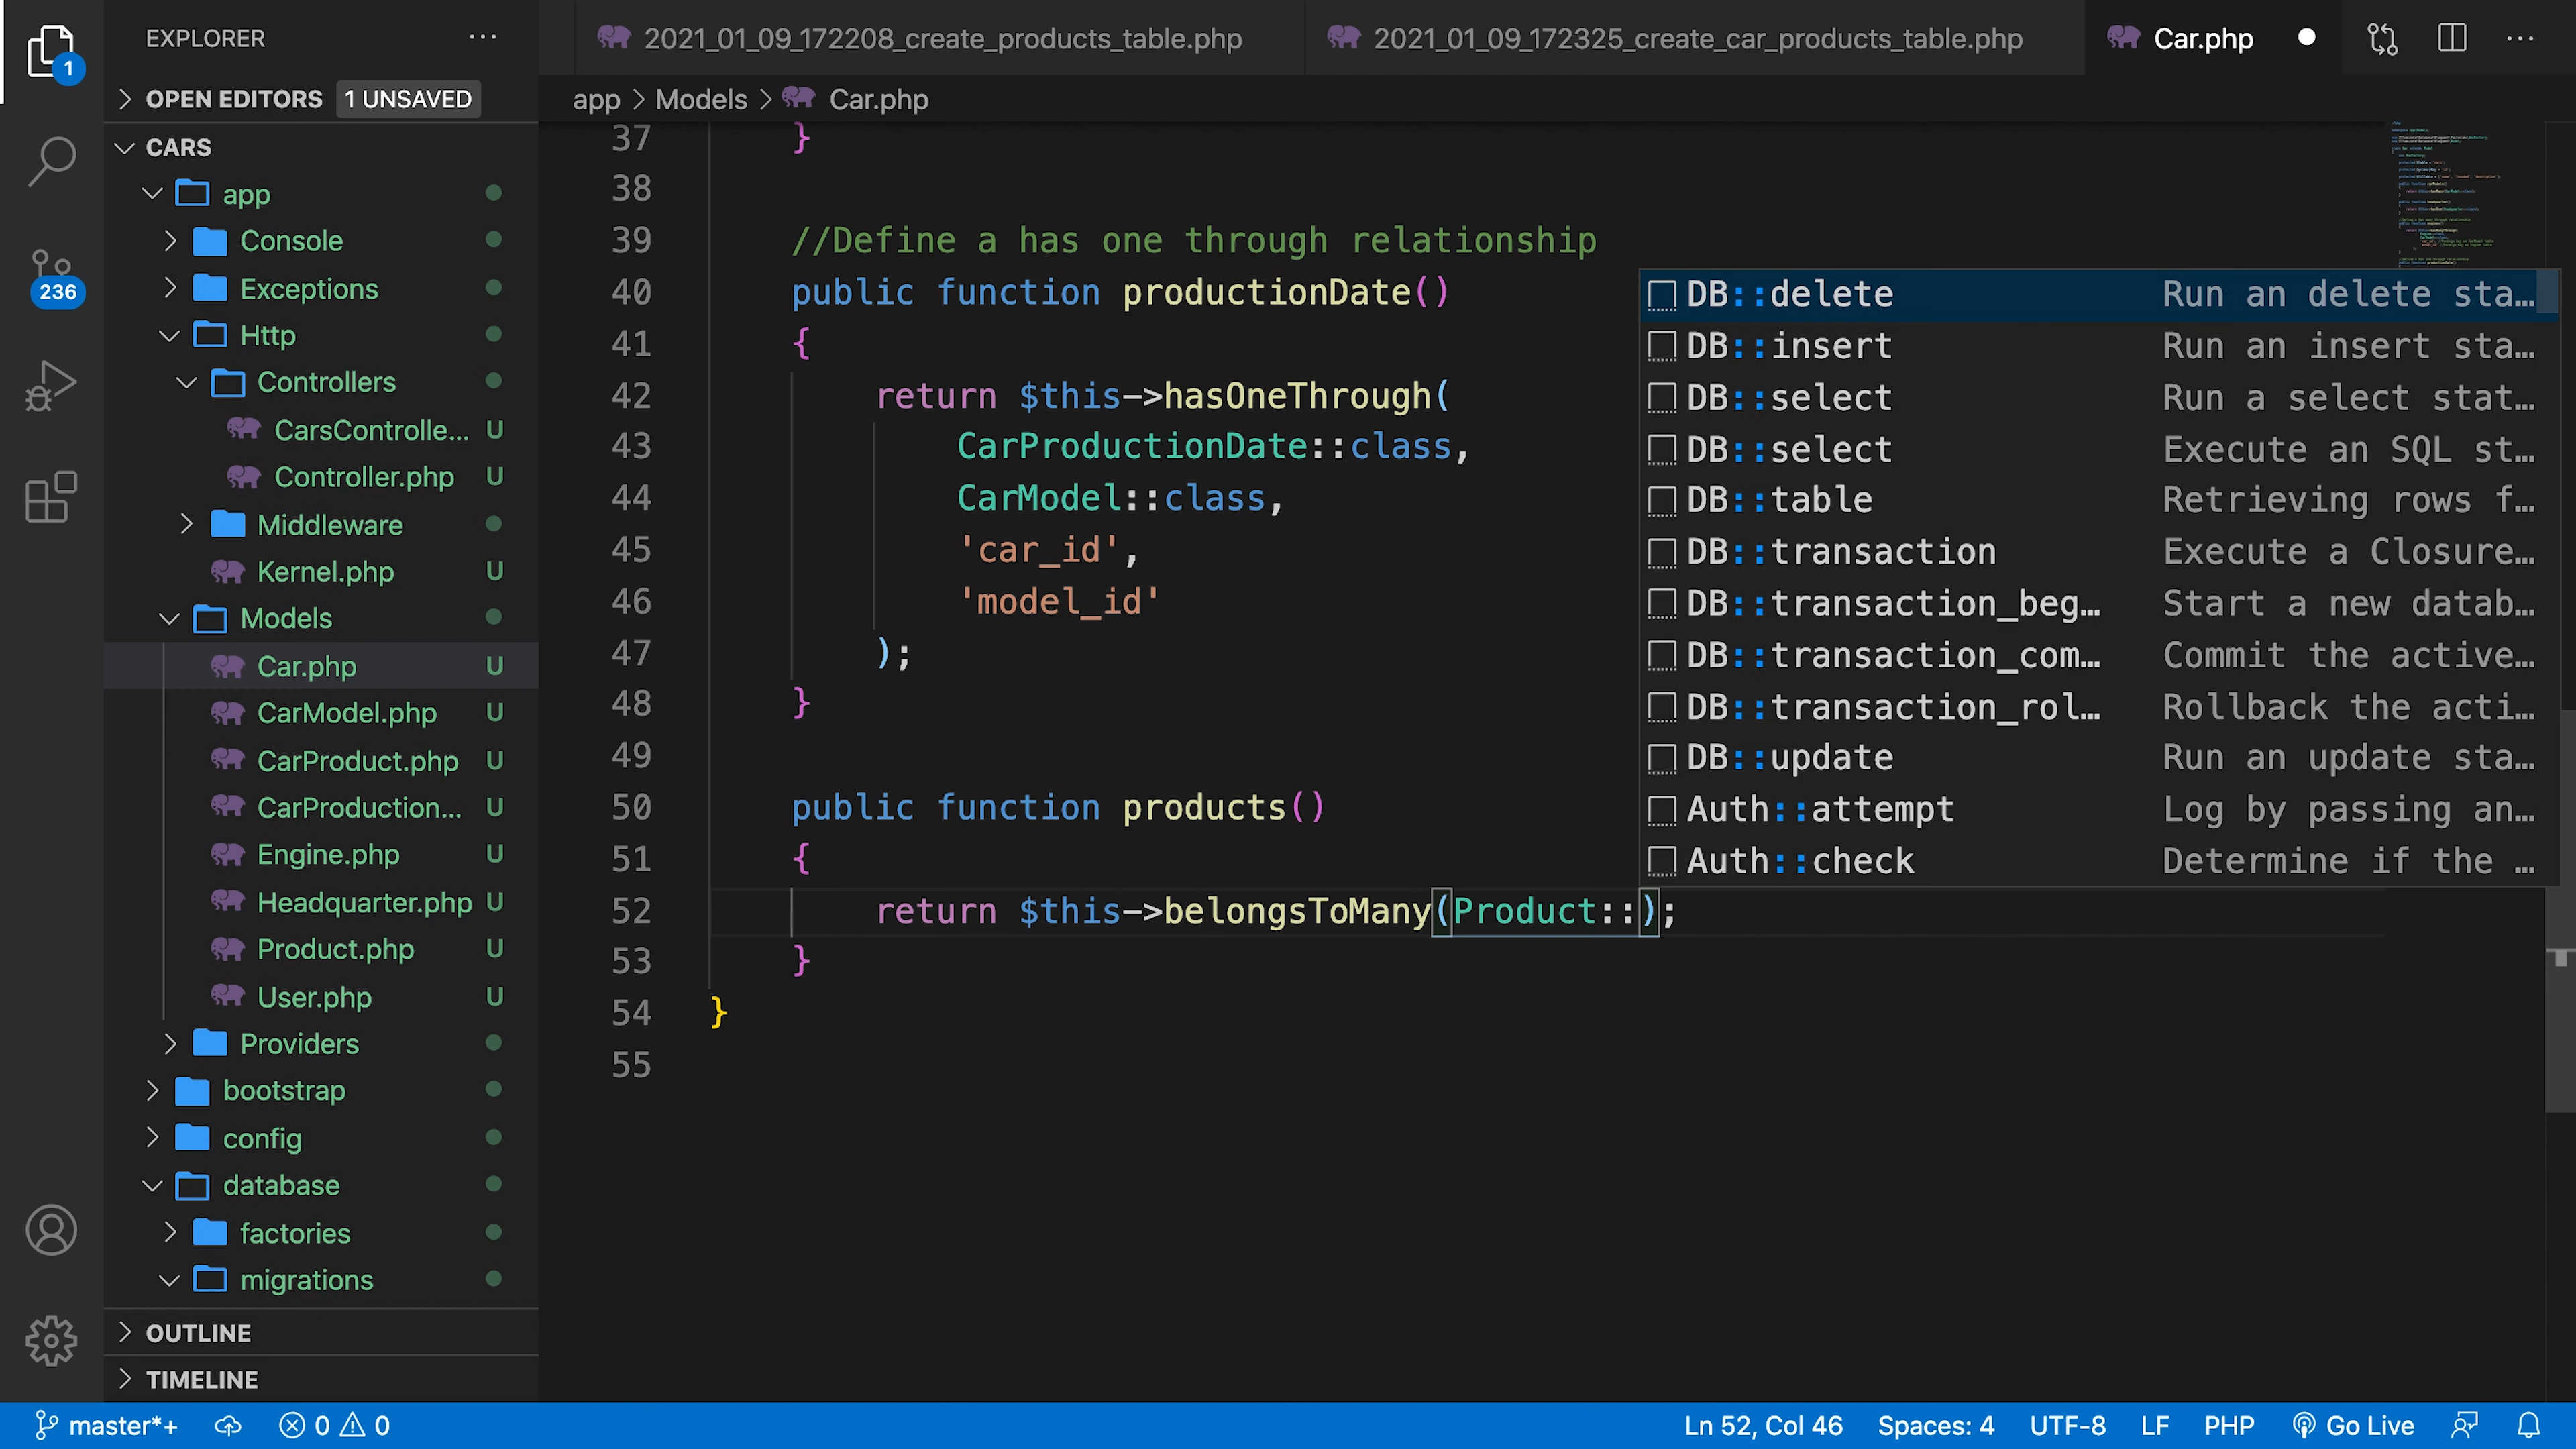 EXPLORER
2021_01_09_172208_create_products_table.php
2021_01_09_172325_create_car_products_table.php
Car.php
OPEN EDITORS 1 UNSAVED
app > Models > Car.php
1
236
CARS
app
Console
Exceptions
Http
Controllers
CarsControlle... U
Controller.php U
Middleware
Kernel.php U
Models
Car.php U
CarModel.php U
CarProduct.php U
CarProduction... U
Engine.php U
Headquarter.php U
Product.php U
User.php U
Providers
bootstrap
config
database
factories
migrations
OUTLINE
TIMELINE
37 }
38
39 //Define a has one through relationship
40 public function productionDate()
41 {
42 return $this->hasOneThrough(
43 CarProductionDate::class,
44 CarModel::class,
45 'car_id',
46 'model_id'
47 );
48 }
49
50 public function products()
51 {
52 return $this->belongsToMany(Product::);
53 }
54 }
55
DB::delete Run an delete sta…
DB::insert Run an insert sta…
DB::select Run a select stat…
DB::select Execute an SQL st…
DB::table Retrieving rows f…
DB::transaction Execute a Closure…
DB::transaction_beg… Start a new datab…
DB::transaction_com… Commit the active…
DB::transaction_rol… Rollback the acti…
DB::update Run an update sta…
Auth::attempt Log by passing an…
Auth::check Determine if the …
master*+ 0 0 Ln 52, Col 46 Spaces: 4 UTF-8 LF PHP Go Live